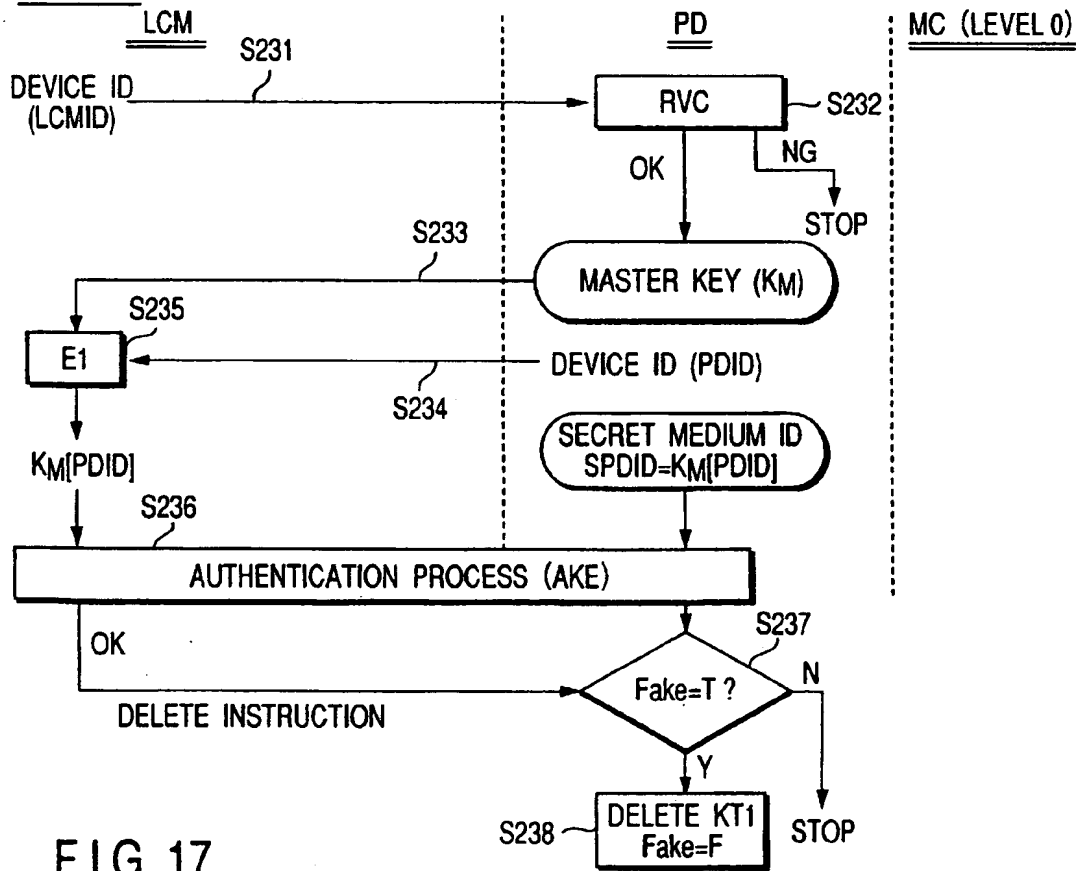 LCM
PD
MC (LEVEL 0)
S231
DEVICE ID
(LCMID)
RVC
S232
OK
NG
STOP
S233
MASTER KEY (KM)
S235
E1
DEVICE ID (PDID)
S234
SECRET MEDIUM ID
SPDID=KM[PDID]
KM[PDID]
S236
AUTHENTICATION PROCESS (AKE)
OK
S237
Fake=T ?
N
DELETE INSTRUCTION
Y
S238
DELETE KT1
Fake=F
STOP
FIG. 17